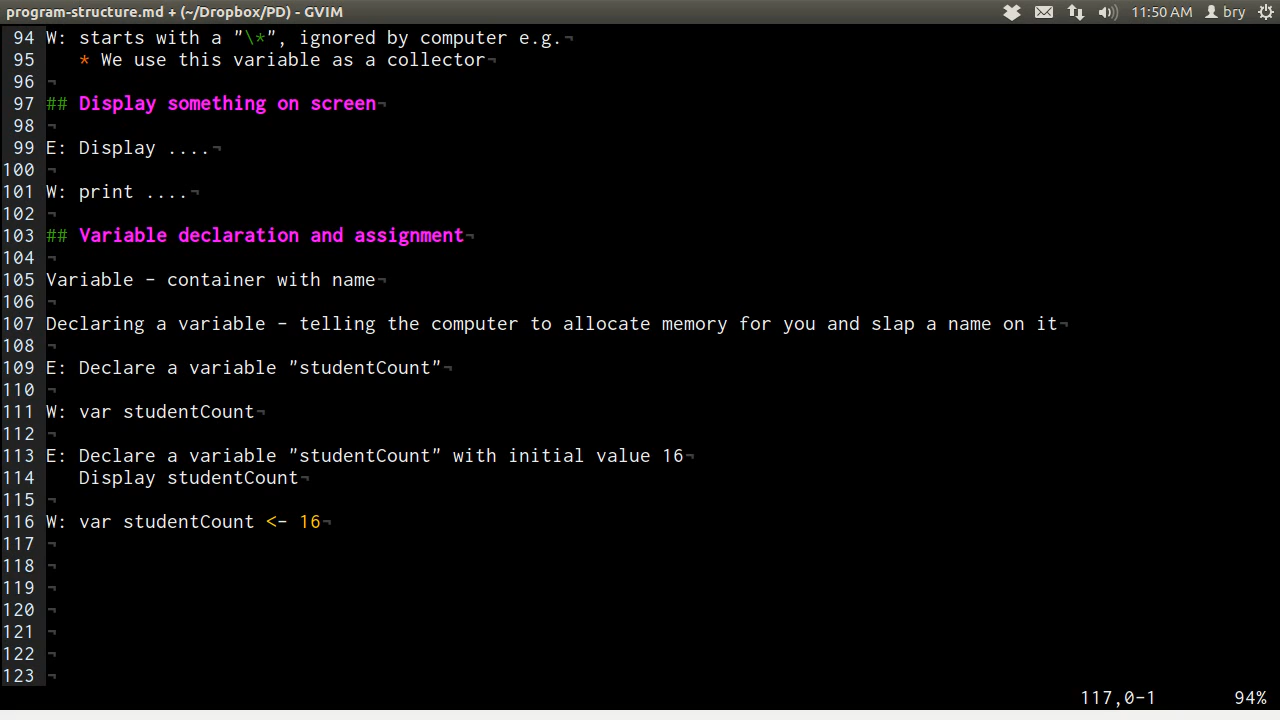 program-structure.md + (~/Dropbox/PD) - GVIM 11:50 AM bry
94 W: starts with a "\*", ignored by computer e.g.¬
95 * We use this variable as a collector¬
96 ¬
97 ## Display something on screen¬
98 ¬
99 E: Display ....¬
100 ¬
101 W: print ....¬
102 ¬
103 ## Variable declaration and assignment¬
104 ¬
105 Variable - container with name¬
106 ¬
107 Declaring a variable - telling the computer to allocate memory for you and slap a name on it¬
108 ¬
109 E: Declare a variable "studentCount"¬
110 ¬
111 W: var studentCount¬
112 ¬
113 E: Declare a variable "studentCount" with initial value 16¬
114 Display studentCount¬
115 ¬
116 W: var studentCount <- 16¬
117 ¬
118 ¬
119 ¬
120 ¬
121 ¬
122 ¬
123 ¬
117,0-1 94%